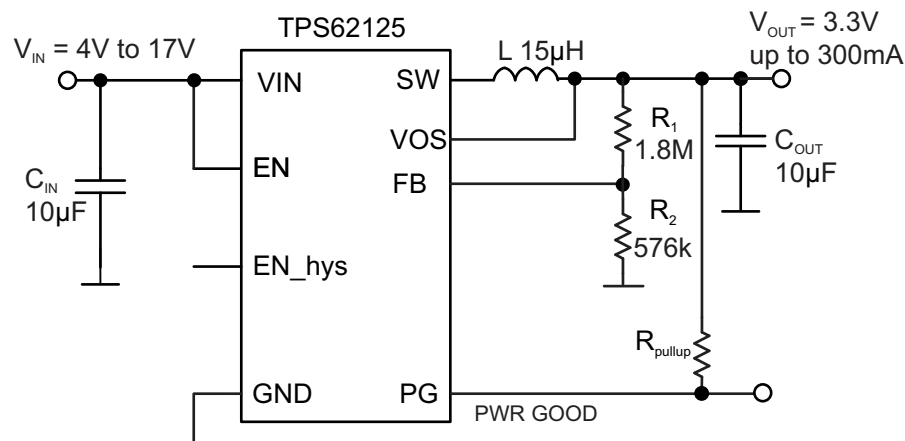 TPS62125
V_IN = 4V to 17V
V_OUT = 3.3V
up to 300mA
L 15µH
VIN
SW
VOS
R_1
1.8M
C_OUT
10µF
EN
FB
C_IN
10µF
R_2
576k
EN_hys
R_pullup
GND
PG
PWR GOOD